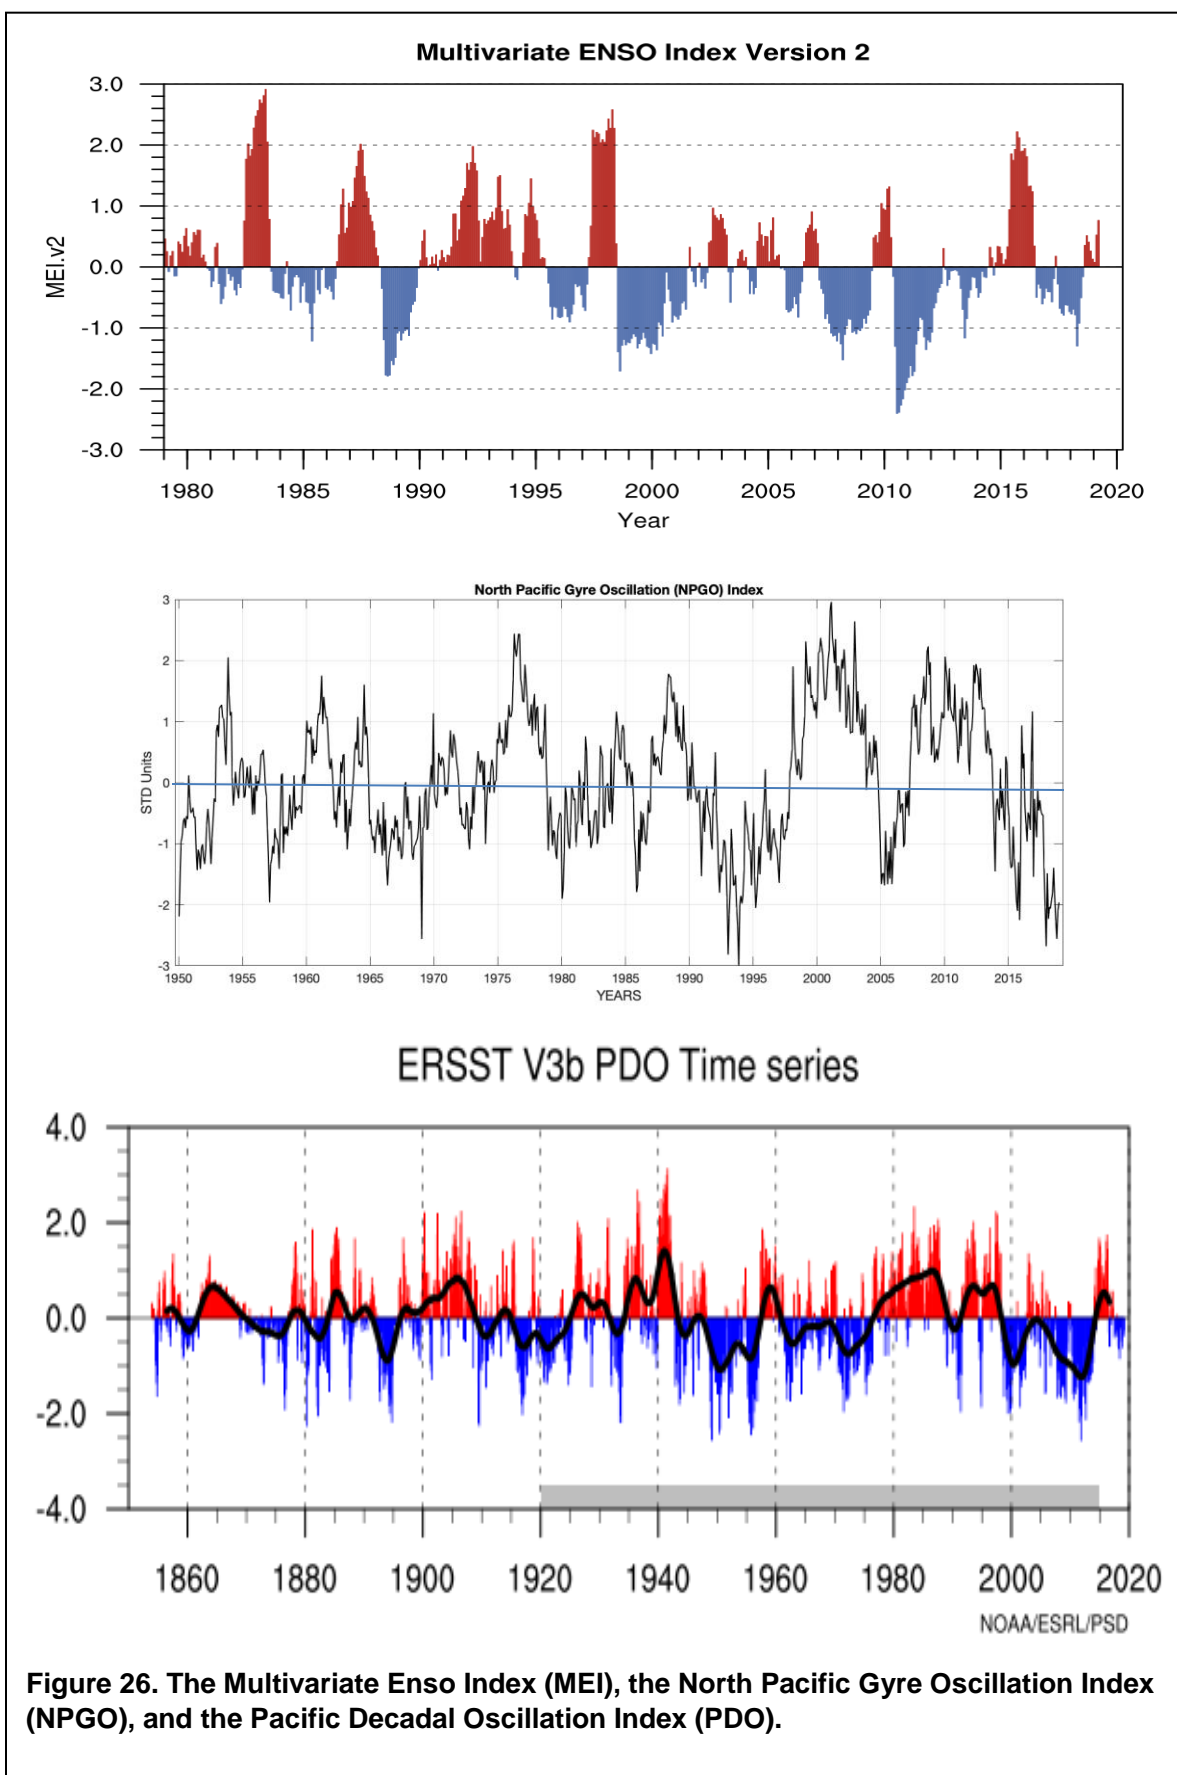 Multivariate ENSO Index Version 2
3.0
2.0
1.0
0.0
-1.0
-2.0
-3.0
MEI.v2
1980 1985 1990 1995 2000 2005 2010 2015 2020
Year
North Pacific Gyre Oscillation (NPGO) Index
3
2
1
0
-1
-2
-3
STD Units
1950 1955 1960 1965 1970 1975 1980 1985 1990 1995 2000 2005 2010 2015
YEARS
ERSST V3b PDO Time series
4.0
2.0
0.0
-2.0
-4.0
1860 1880 1900 1920 1940 1960 1980 2000 2020
NOAA/ESRL/PSD
Figure 26. The Multivariate Enso Index (MEI), the North Pacific Gyre Oscillation Index
(NPGO), and the Pacific Decadal Oscillation Index (PDO).